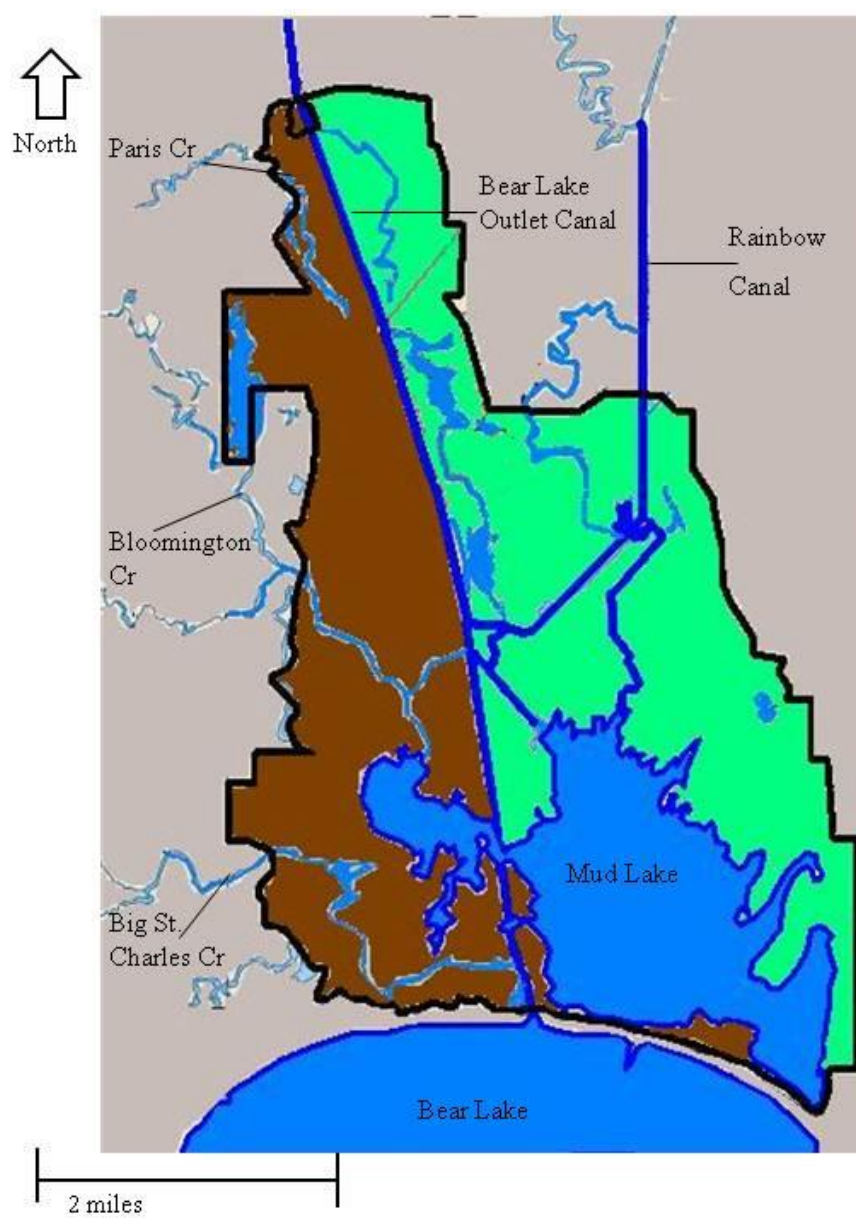 North
Paris Cr
Bear Lake
Outlet Canal
Rainbow
Canal
Bloomington
Cr
Mud Lake
Big St.
Charles Cr
Bear Lake
2 miles